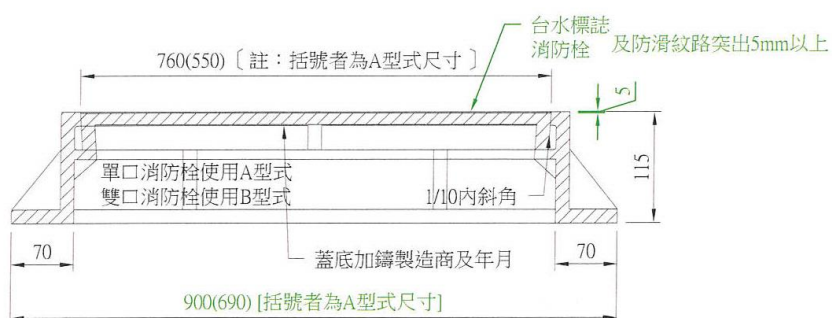 台水標誌
消防栓 及防滑紋路突出5mm以上
760(550)〔註：括號者為A型式尺寸〕
5
115
單口消防栓使用A型式
雙口消防栓使用B型式
1/10內斜角
70
蓋底加鑄製造商及年月
70
900(690) [括號者為A型式尺寸]